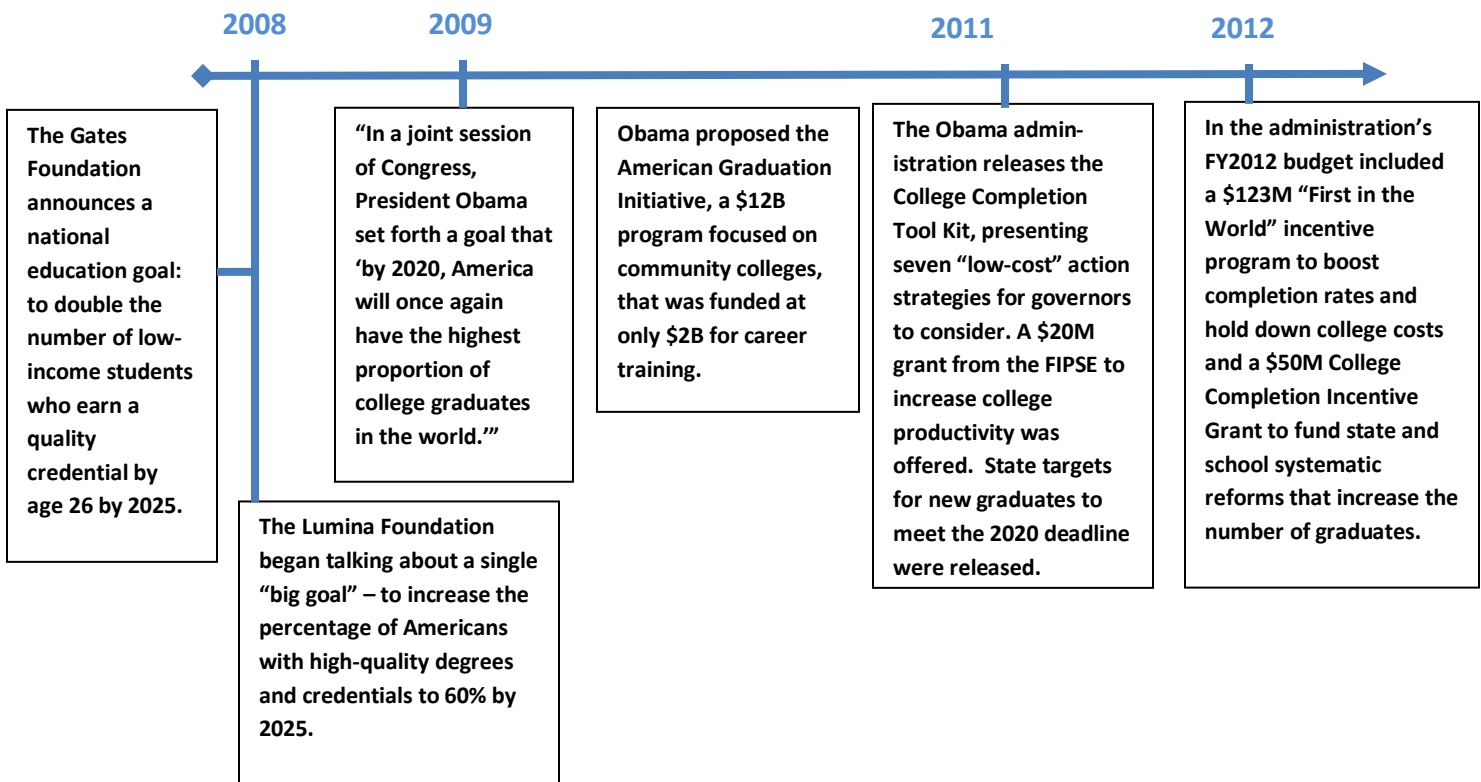 2008
2009
2011
2012
The Gates
Foundation
announces a
national
education goal:
to double the
number of low-
income students
who earn a
quality
credential by
age 26 by 2025.
The Lumina Foundation
began talking about a single
“big goal” – to increase the
percentage of Americans
with high-quality degrees
and credentials to 60% by
2025.
“In a joint session
of Congress,
President Obama
set forth a goal that
‘by 2020, America
will once again
have the highest
proportion of
college graduates
in the world.’”
Obama proposed the
American Graduation
Initiative, a $12B
program focused on
community colleges,
that was funded at
only $2B for career
training.
The Obama admin-
istration releases the
College Completion
Tool Kit, presenting
seven “low-cost” action
strategies for governors
to consider. A $20M
grant from the FIPSE to
increase college
productivity was
offered.  State targets
for new graduates to
meet the 2020 deadline
were released.
In the administration’s
FY2012 budget included
a $123M “First in the
World” incentive
program to boost
completion rates and
hold down college costs
and a $50M College
Completion Incentive
Grant to fund state and
school systematic
reforms that increase the
number of graduates.